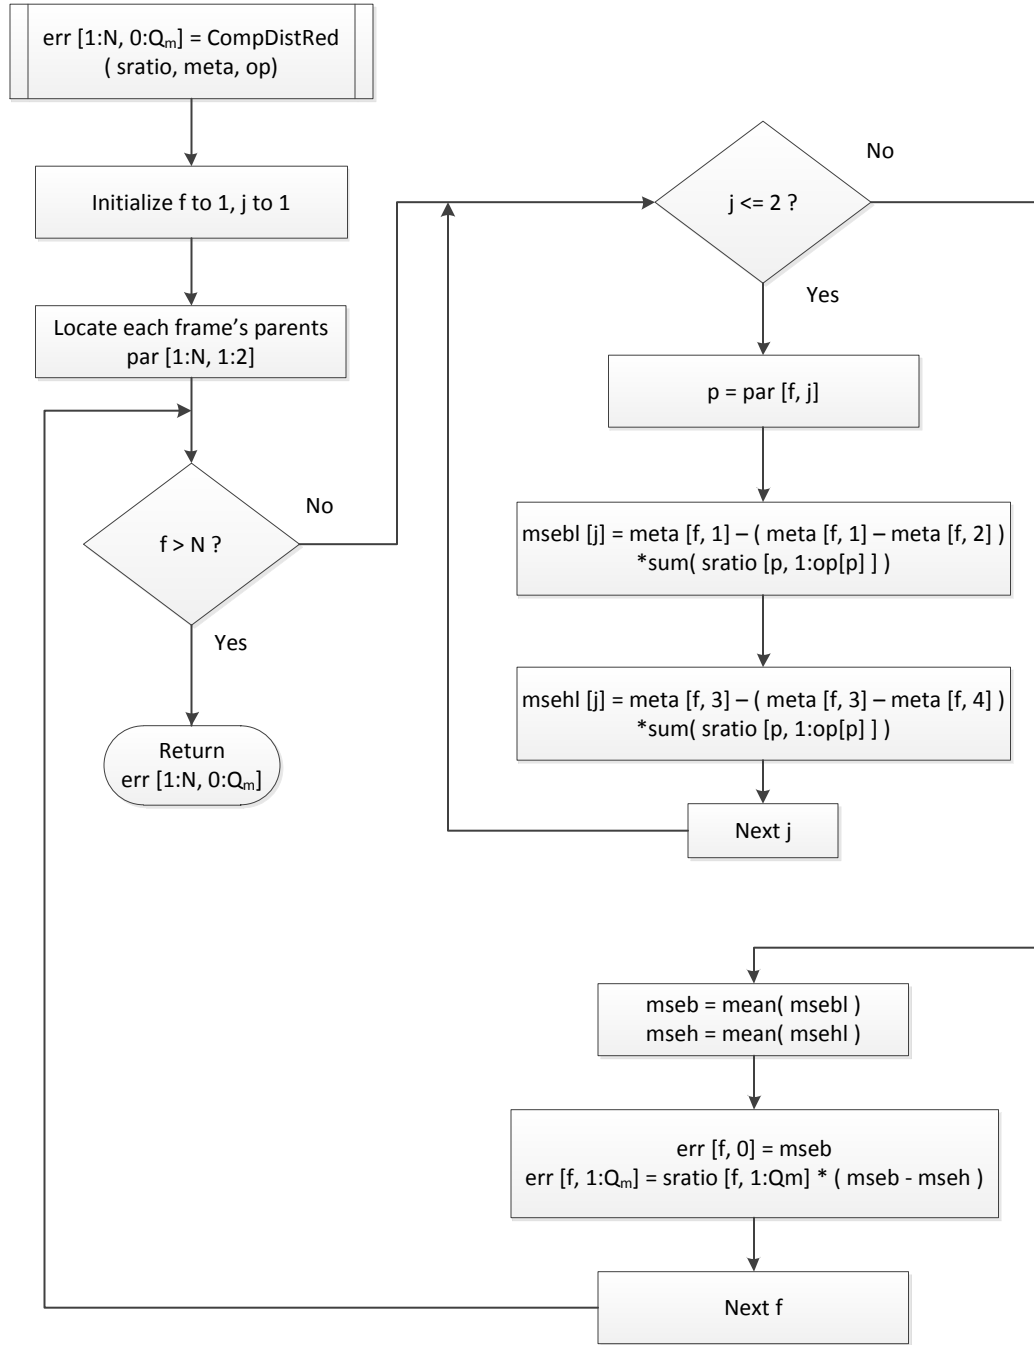 err [1:N, 0:Qₘ] = CompDistRed
( sratio, meta, op)
Initialize f to 1, j to 1
Locate each frame’s parents
par [1:N, 1:2]
f > N ?
No
Yes
Return
err [1:N, 0:Qₘ]
j <= 2 ?
No
Yes
p = par [f, j]
msebl [j] = meta [f, 1] – ( meta [f, 1] – meta [f, 2] )
*sum( sratio [p, 1:op[p] ] )
msehl [j] = meta [f, 3] – ( meta [f, 3] – meta [f, 4] )
*sum( sratio [p, 1:op[p] ] )
Next j
mseb = mean( msebl )
mseh = mean( msehl )
err [f, 0] = mseb
err [f, 1:Qₘ] = sratio [f, 1:Qm] * ( mseb - mseh )
Next f